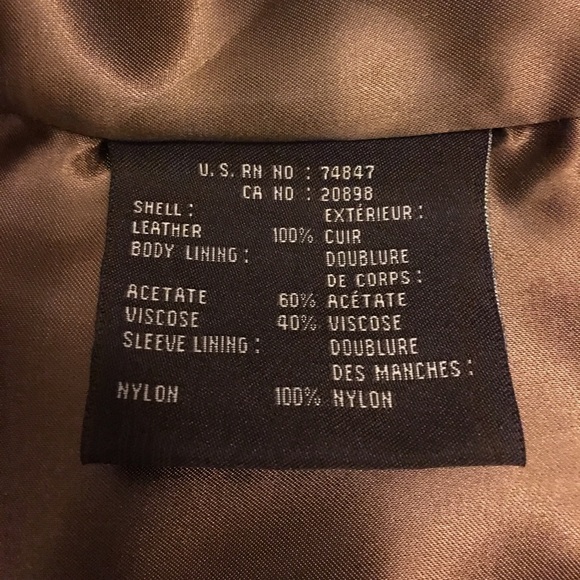 U.S. RN NO : 74847
CA NO : 20898
SHELL : EXTÉRIEUR :
LEATHER 100% CUIR
BODY LINING : DOUBLURE
DE CORPS :
ACETATE 60% ACÉTATE
VISCOSE 40% VISCOSE
SLEEVE LINING : DOUBLURE
DES MANCHES :
NYLON 100% NYLON